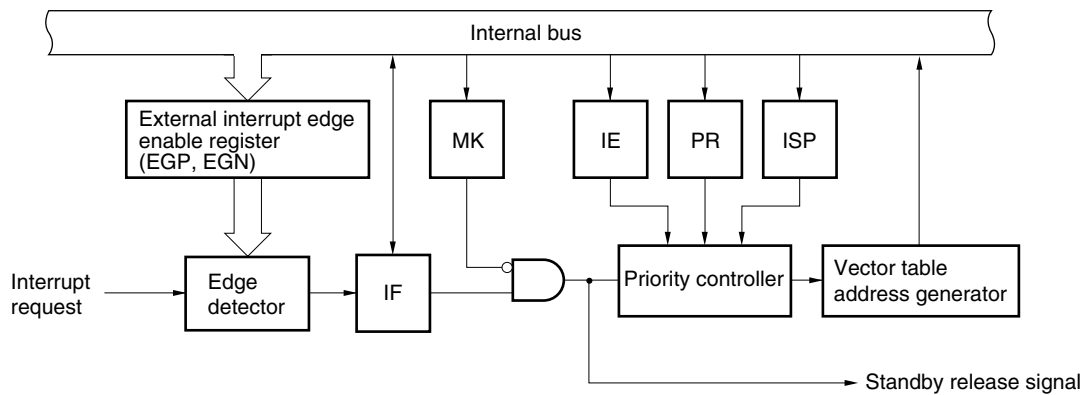 Internal bus
External interrupt edge
enable register
(EGP, EGN)
MK
IE
PR
ISP
Interrupt
request
Edge
detector
IF
Priority controller
Vector table
address generator
Standby release signal